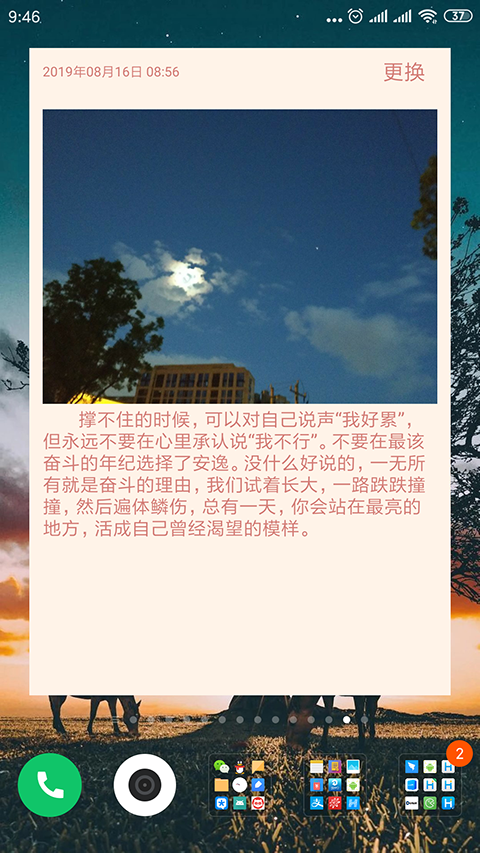 9:46
37
2019年08月16日 08:56
更换
撑不住的时候，可以对自己说声“我好累”，
但永远不要在心里承认说“我不行”。不要在最该
奋斗的年纪选择了安逸。没什么好说的，一无所
有就是奋斗的理由，我们试着长大，一路跌跌撞
撞，然后遍体鳞伤，总有一天，你会站在最亮的
地方，活成自己曾经渴望的模样。
2